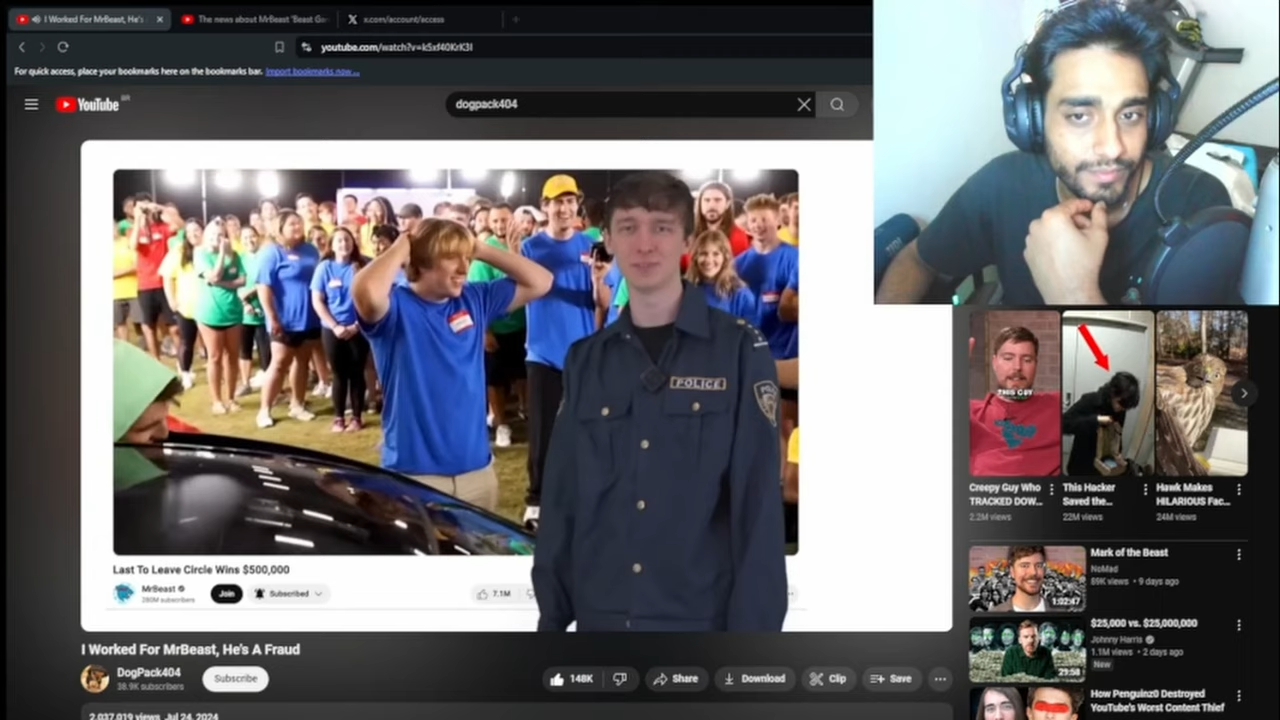 I Worked For MrBeast, He's
The news about MrBeast 'Beast Ga
x.com/account/access
youtube.com/watch?v=k5xf40KrK3I
For quick access, place your bookmarks here on the bookmarks bar. Import bookmarks now ...
YouTube BR
dogpack404
POLICE
Last To Leave Circle Wins $500,000
MrBeast
280M subscribers
Join
Subscribed
7.1M
I Worked For MrBeast, He's A Fraud
DogPack404
38.9K subscribers
Subscribe
148K
Share
Download
Clip
Save
2,037,019 views Jul 24, 2024
THIS GUY
Creepy Guy Who
TRACKED DOW...
2.2M views
This Hacker
Saved the...
22M views
Hawk Makes
HILARIOUS Fac...
24M views
Mark of the Beast
NoMad
89K views • 9 days ago
1:02:47
$25,000 vs. $25,000,000
Johnny Harris
1.1M views • 2 days ago
New
29:58
How Penguinz0 Destroyed
YouTube's Worst Content Thief